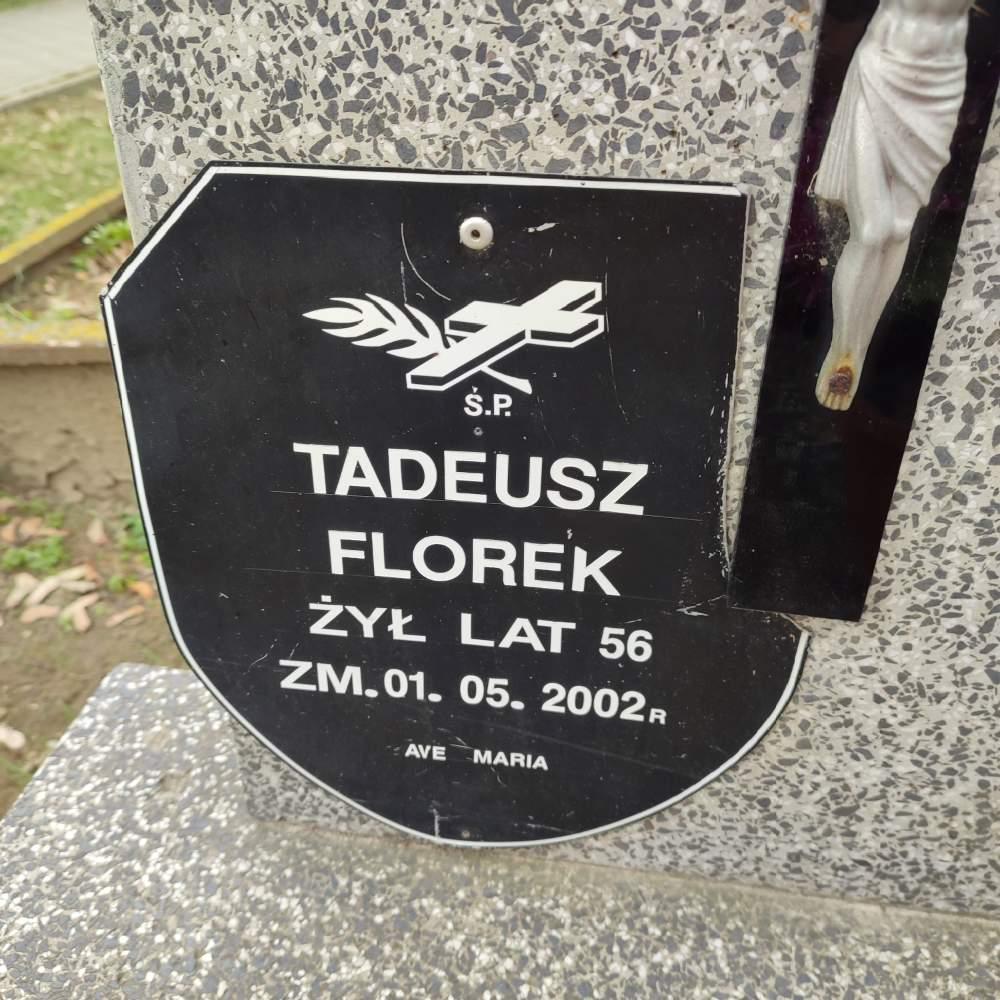 Ś.P.
TADEUSZ
FLOREK
ŻYŁ LAT 56
ZM. 01. 05. 2002R
AVE MARIA